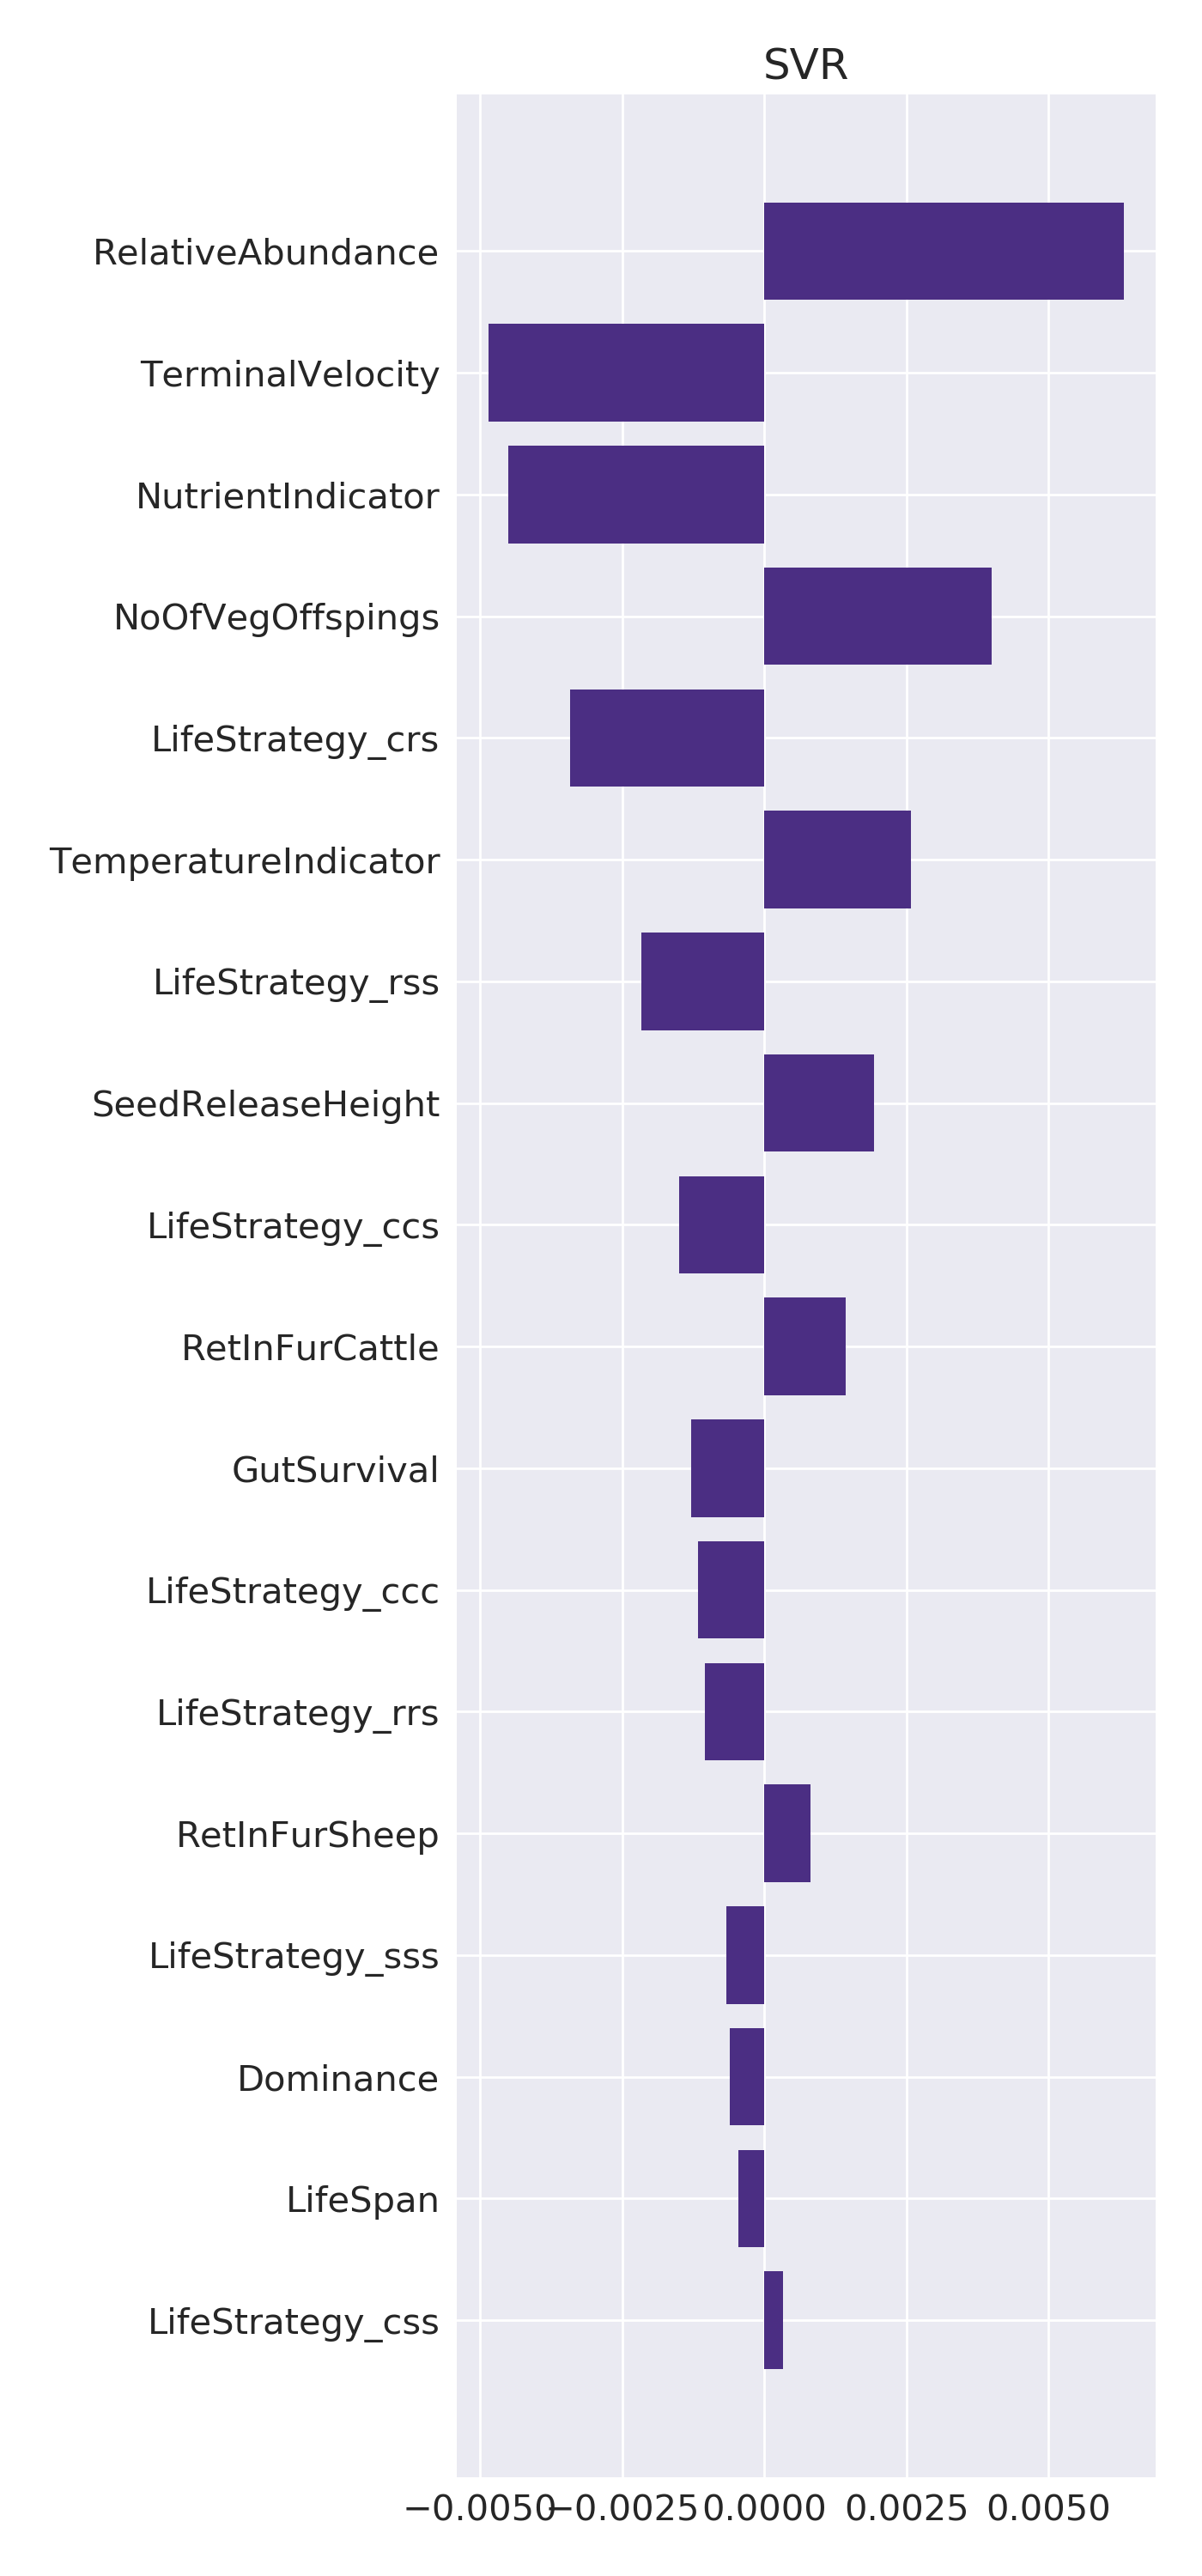 SVR
RelativeAbundance
TerminalVelocity
NutrientIndicator
NoOfVegOffspings
LifeStrategy_crs
TemperatureIndicator
LifeStrategy_rss
SeedReleaseHeight
LifeStrategy_ccs
RetInFurCattle
GutSurvival
LifeStrategy_ccc
LifeStrategy_rrs
RetInFurSheep
LifeStrategy_sss
Dominance
LifeSpan
LifeStrategy_css
−0.0050 −0.0025 0.0000 0.0025 0.0050